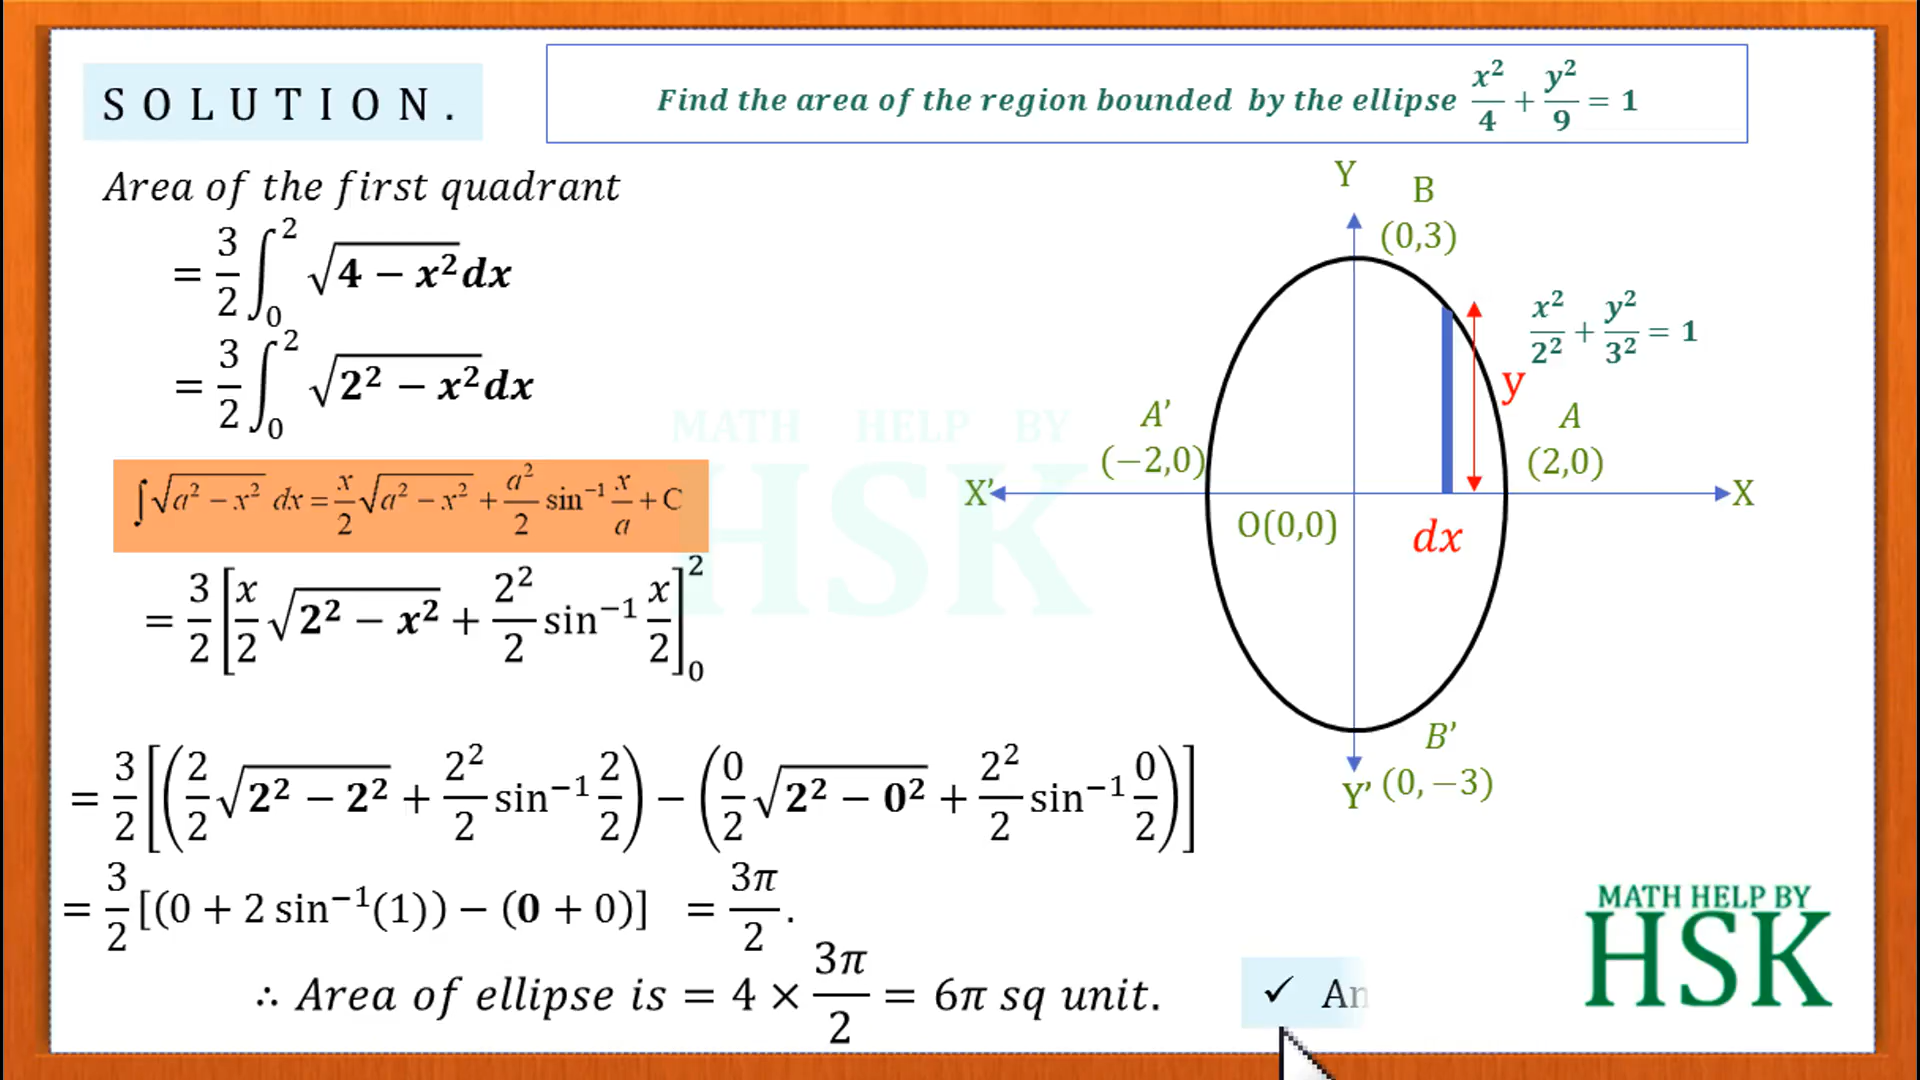 SOLUTION.
Find the area of the region bounded by the ellipse x²/4 + y²/9 = 1
Area of the first quadrant
= 3/2 ∫₀² √(4 − x²) dx
= 3/2 ∫₀² √(2² − x²) dx
∫√(a² − x²) dx = x/2 √(a² − x²) + a²/2 sin⁻¹ x/a + C
= 3/2 [x/2 √(2² − x²) + 2²/2 sin⁻¹ x/2]₀²
= 3/2 [(2/2 √(2² − 2²) + 2²/2 sin⁻¹ 2/2) − (0/2 √(2² − 0²) + 2²/2 sin⁻¹ 0/2)]
= 3/2 [(0 + 2 sin⁻¹(1)) − (0 + 0)] = 3π/2.
∴ Area of ellipse is = 4 × 3π/2 = 6π sq unit.
✓ An
Y
B
(0,3)
x²/2² + y²/3² = 1
y
A'
(−2,0)
A
(2,0)
X'
X
O(0,0)
dx
B'
(0, −3)
Y'
MATH HELP BY
HSK
MATH HELP BY
HSK